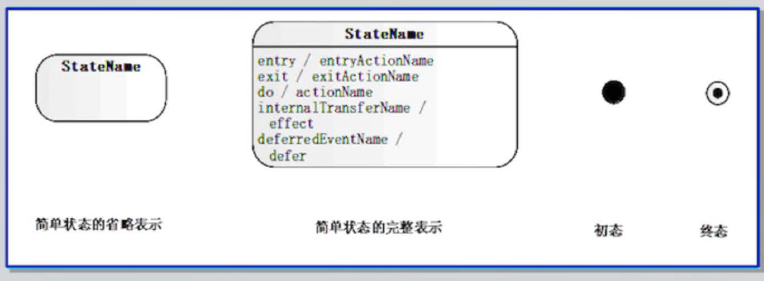 StateName
StateName
entry / entryActionName
exit / exitActionName
do / actionName
internalTransferName /
effect
deferredEventName /
defer
简单状态的省略表示
简单状态的完整表示
初态
终态